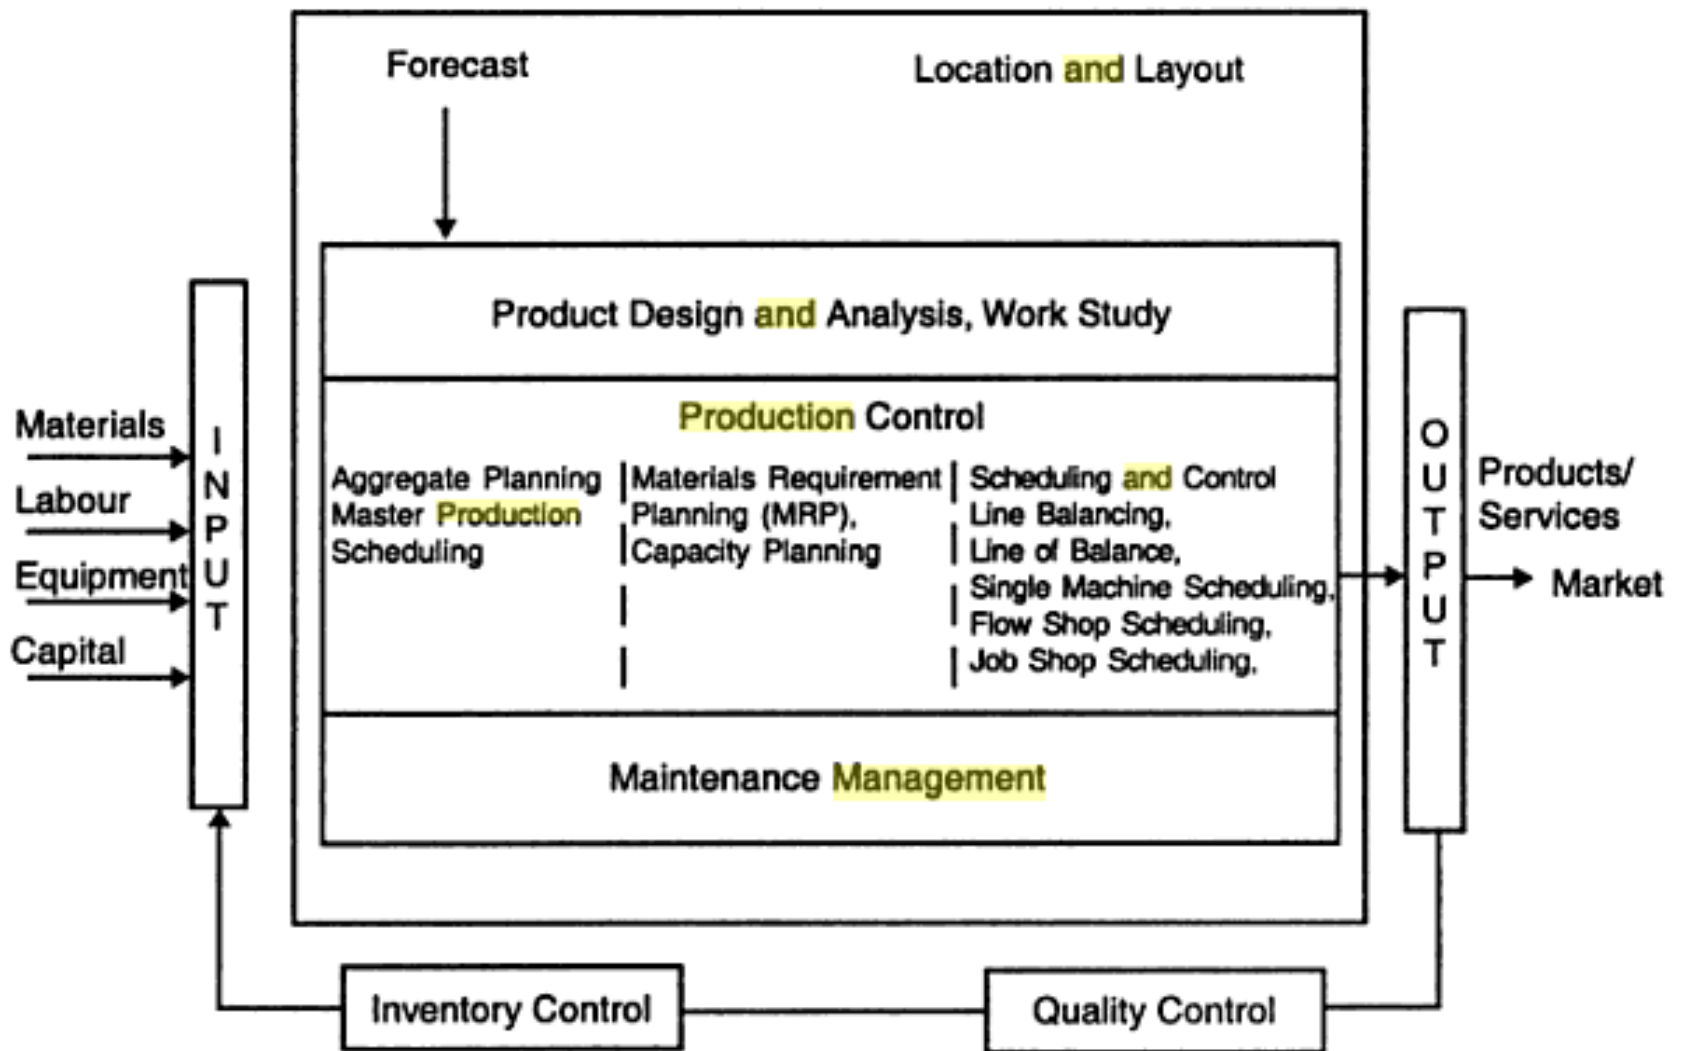 Forecast
Location and Layout
Product Design and Analysis, Work Study
Production Control
Aggregate Planning
Master Production
Scheduling
Materials Requirement
Planning (MRP),
Capacity Planning
Scheduling and Control
Line Balancing,
Line of Balance,
Single Machine Scheduling,
Flow Shop Scheduling,
Job Shop Scheduling,
Maintenance Management
Materials
Labour
Equipment
Capital
INPUT
OUTPUT
Products/
Services
Market
Inventory Control
Quality Control